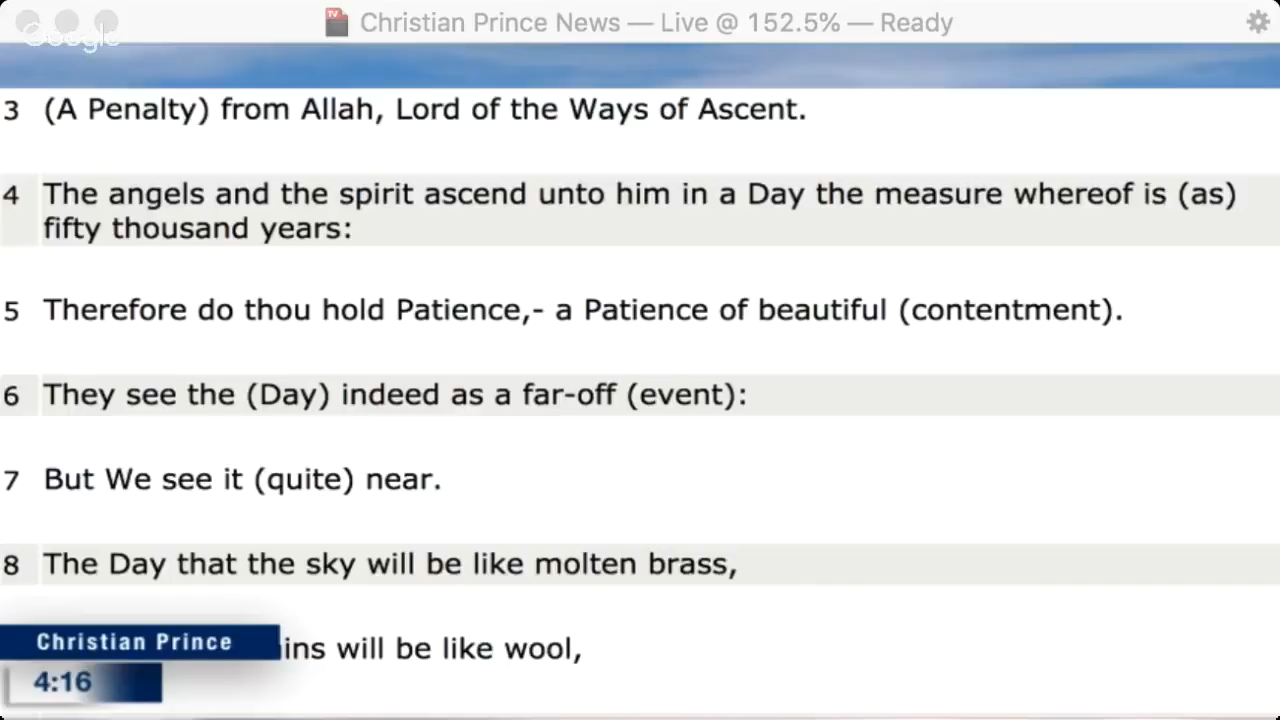 Christian Prince News — Live @ 152.5% — Ready
Google
3 (A Penalty) from Allah, Lord of the Ways of Ascent.
4 The angels and the spirit ascend unto him in a Day the measure whereof is (as)
fifty thousand years:
5 Therefore do thou hold Patience,- a Patience of beautiful (contentment).
6 They see the (Day) indeed as a far-off (event):
7 But We see it (quite) near.
8 The Day that the sky will be like molten brass,
ins will be like wool,
Christian Prince
4:16